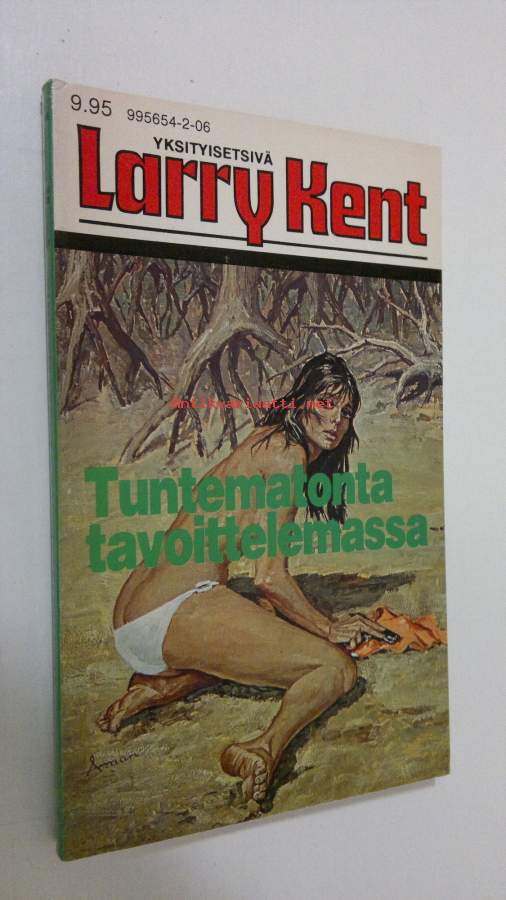 9.95 995654-2-06
YKSITYISETSIVÄ
Larry Kent
Antikvariaatti.net
Tuntematonta
tavoittelemassa